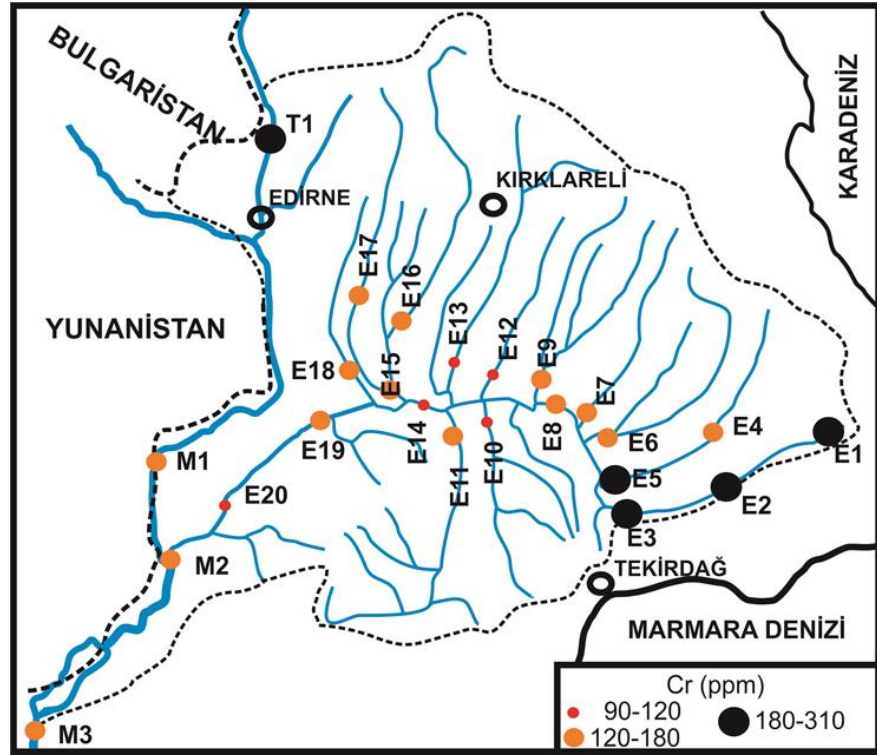 BULGARİSTAN
T1
KARADENİZ
EDİRNE
KIRKLARELİ
YUNANİSTAN
E17
E16
E13
E12
E9
E18
E15
E7
E14
E8
E19
E11
E10
E6
E4
E1
M1
E20
E5
E2
E3
M2
TEKİRDAĞ
MARMARA DENİZİ
M3
Cr (ppm)
90-120
180-310
120-180